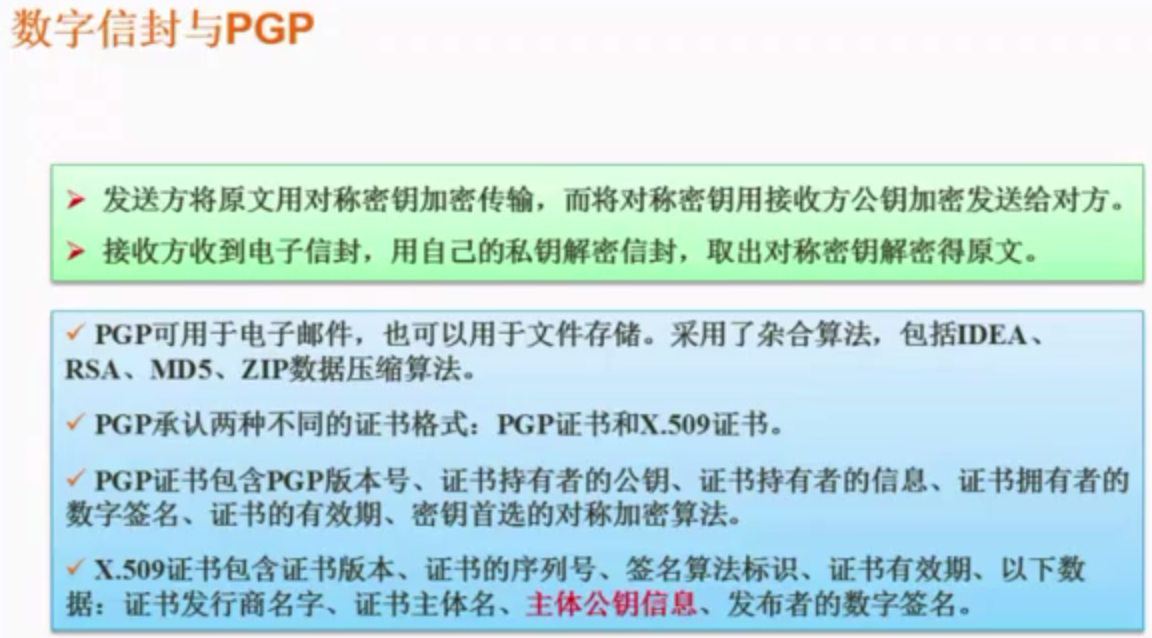 数字信封与PGP
发送方将原文用对称密钥加密传输，而将对称密钥用接收方公钥加密发送给对方。
接收方收到电子信封，用自己的私钥解密信封，取出对称密钥解密得原文。
PGP可用于电子邮件，也可以用于文件存储。采用了杂合算法，包括IDEA、
RSA、MD5、ZIP数据压缩算法。
PGP承认两种不同的证书格式：PGP证书和X.509证书。
PGP证书包含PGP版本号、证书持有者的公钥、证书持有者的信息、证书拥有者的
数字签名、证书的有效期、密钥首选的对称加密算法。
X.509证书包含证书版本、证书的序列号、签名算法标识、证书有效期、以下数
据：证书发行商名字、证书主体名、主体公钥信息、发布者的数字签名。